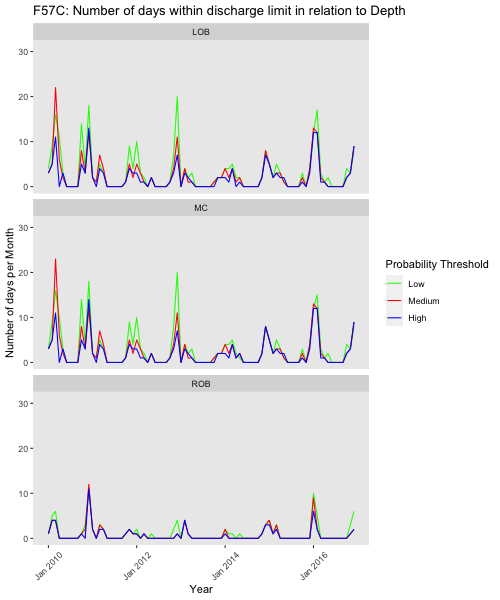 F57C: Number of days within discharge limit in relation to Depth
LOB
30
20
10
0
MC
30
20
10
0
ROB
30
20
10
0
Number of days per Month
Jan 2010
Jan 2012
Jan 2014
Jan 2016
Year
Probability Threshold
Low
Medium
High